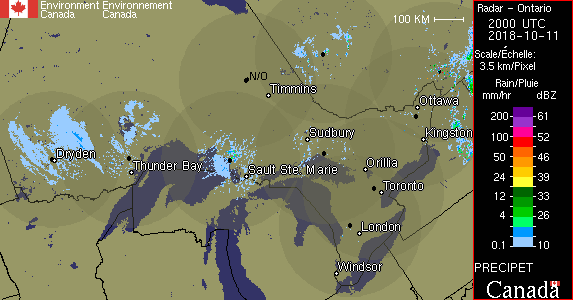 Environment Environnement
Canada Canada
100 KM
N/O
Timmins
Ottawa
Sudbury
Kingston
Dryden
Thunder Bay
Sault Ste. Marie
Orillia
Toronto
London
Windsor
Radar - Ontario
2000 UTC
2018-10-11
Scale/Échelle:
3.5 km/Pixel
Rain/Pluie
mm/hr dBZ
200 61
100 52
50 46
24 39
12 33
4 26
0.1 10
PRECIPET
Canada